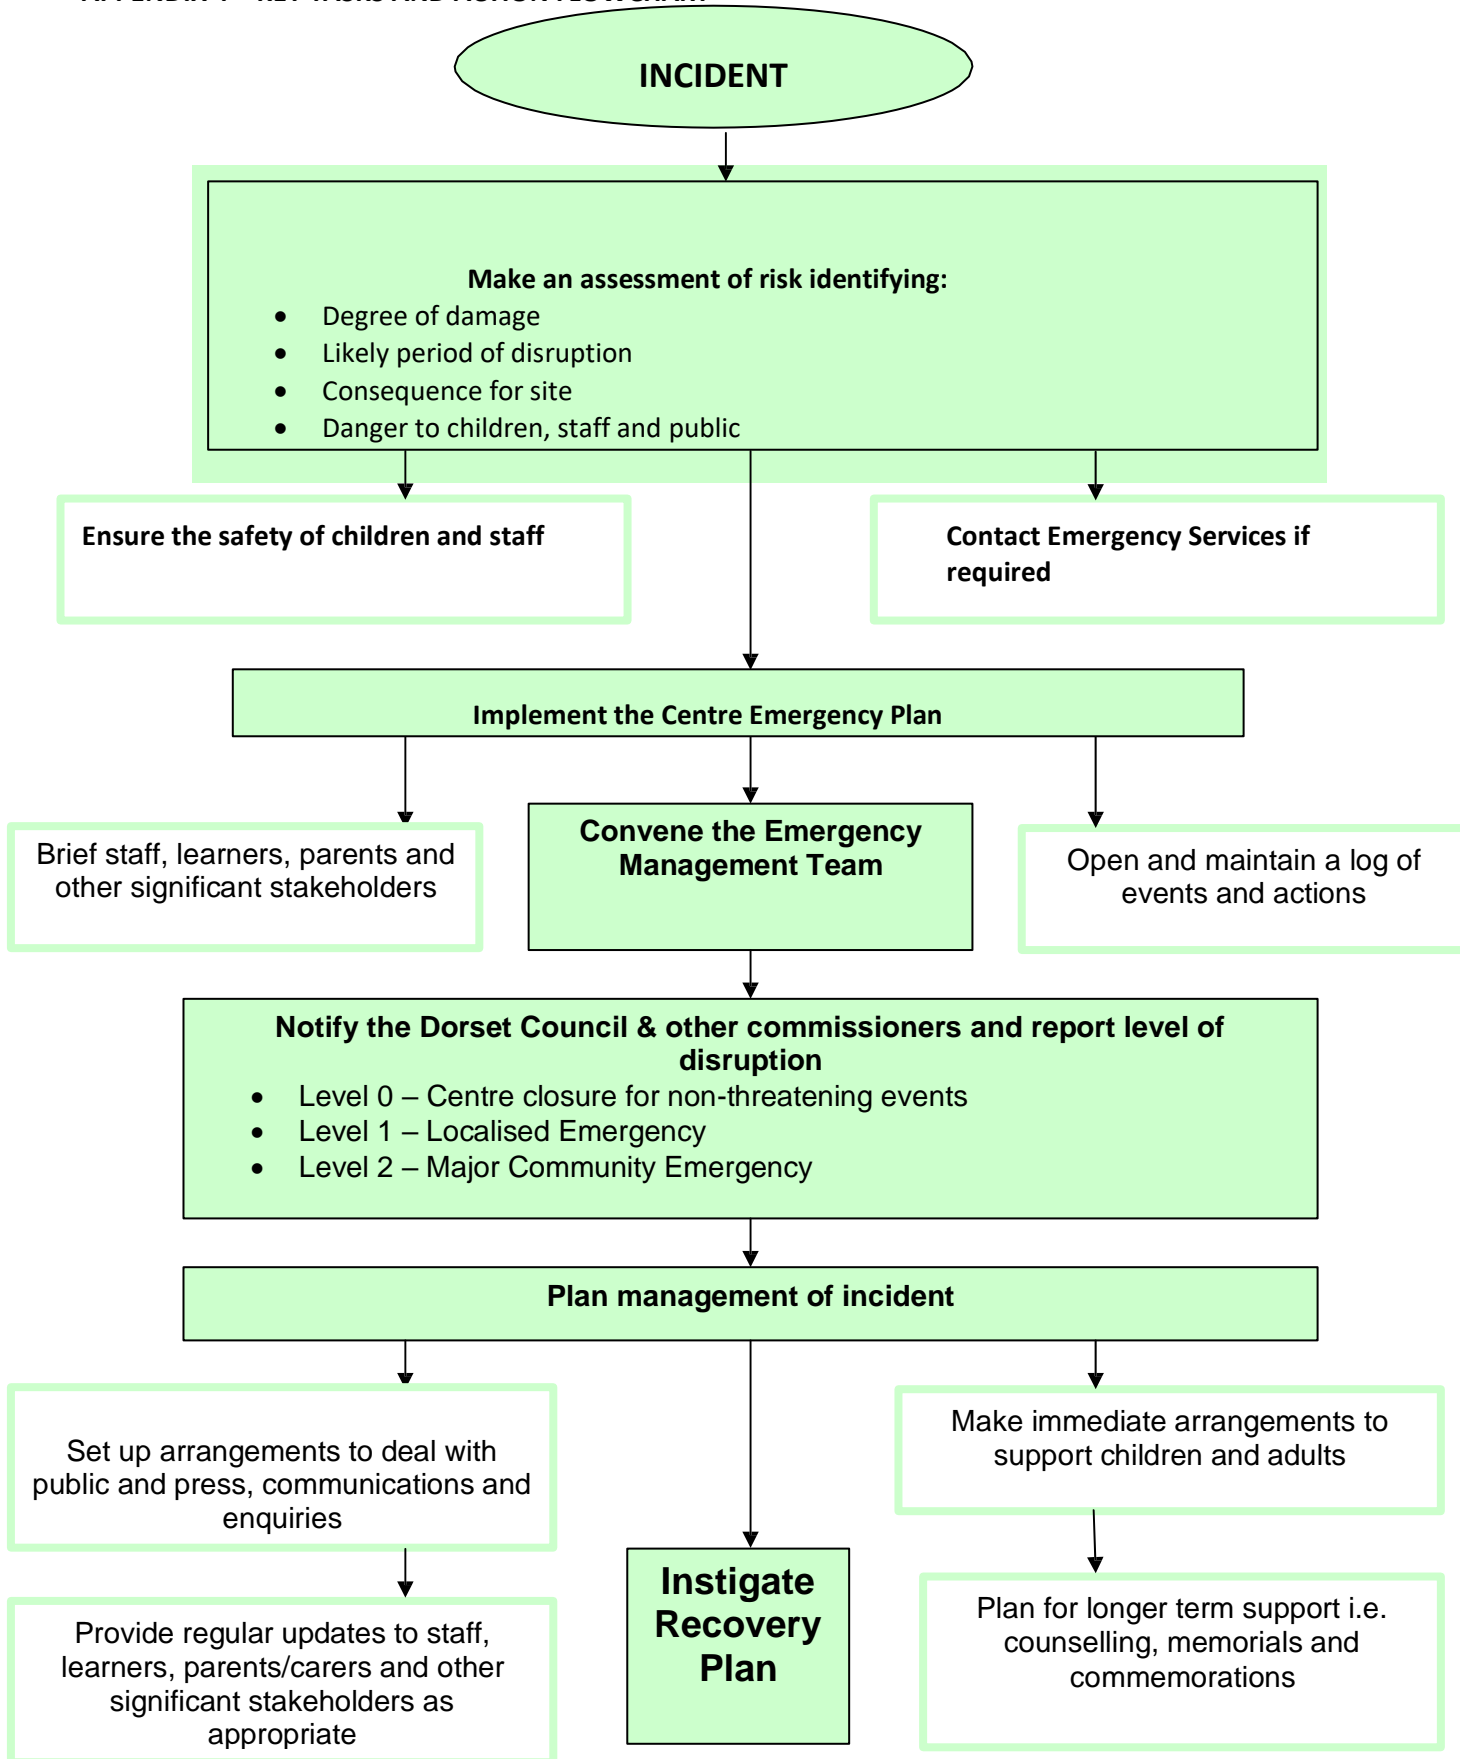 APPENDIX 1 – KEY TASKS AND ACTION FLOWCHART
INCIDENT
Make an assessment of risk identifying:
• Degree of damage
• Likely period of disruption
• Consequence for site
• Danger to children, staff and public
Ensure the safety of children and staff
Contact Emergency Services if
required
Implement the Centre Emergency Plan
Brief staff, learners, parents and
other significant stakeholders
Convene the Emergency
Management Team
Open and maintain a log of
events and actions
Notify the Dorset Council & other commissioners and report level of
disruption
• Level 0 – Centre closure for non-threatening events
• Level 1 – Localised Emergency
• Level 2 – Major Community Emergency
Plan management of incident
Set up arrangements to deal with
public and press, communications and
enquiries
Make immediate arrangements to
support children and adults
Instigate
Recovery
Plan
Provide regular updates to staff,
learners, parents/carers and other
significant stakeholders as
appropriate
Plan for longer term support i.e.
counselling, memorials and
commemorations